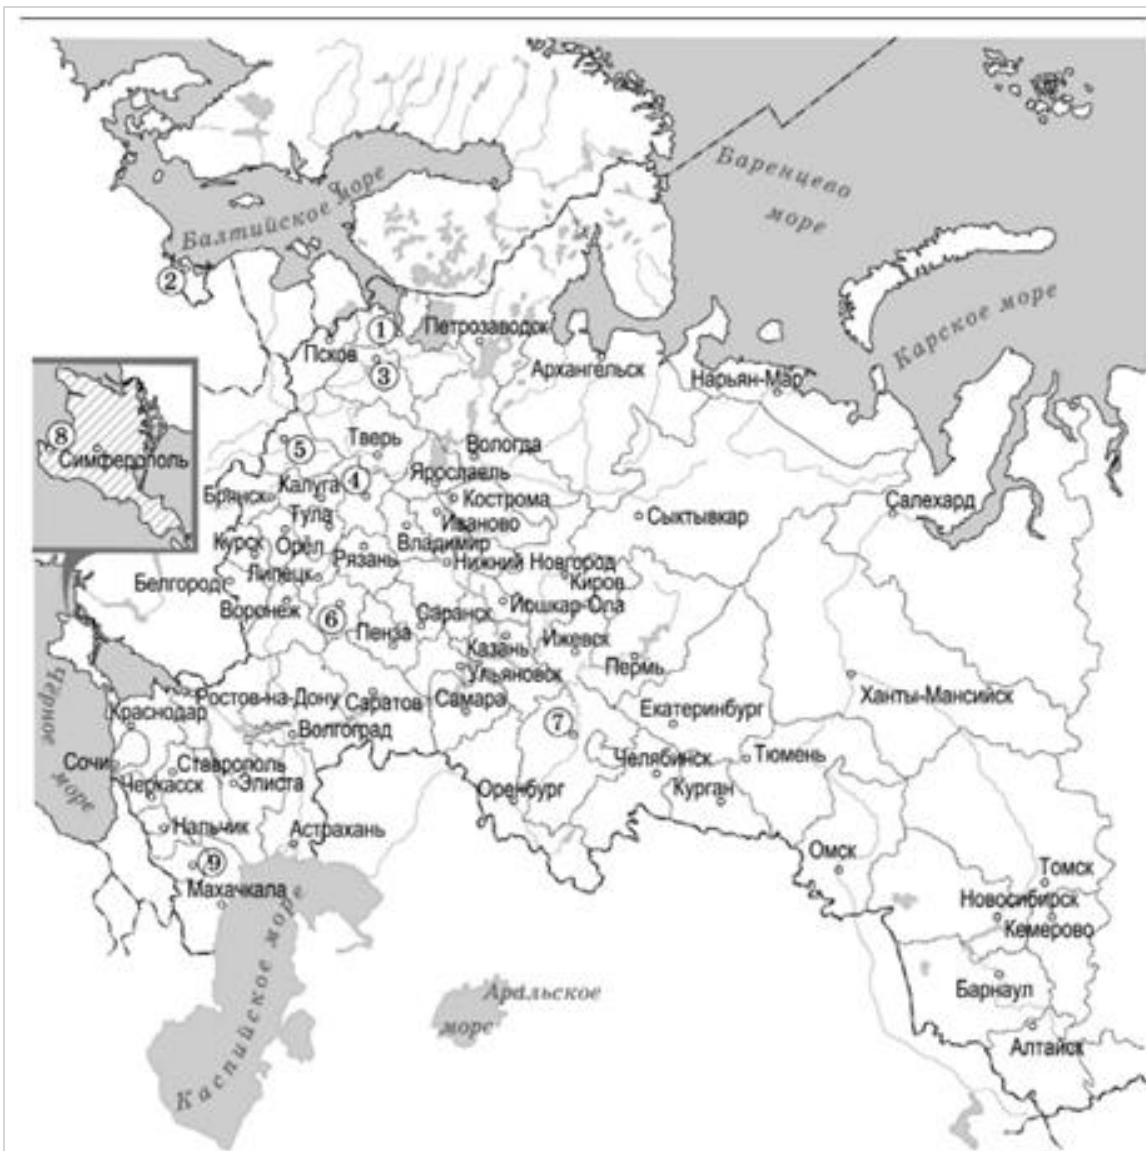 Баренцево
море
Балтийское море
②
Карское море
①
Петрозаводск
Псков
Архангельск
③
Нарьян-Мар
⑧
Симферополь
⑤
Тверь
Вологда
Ярославль
Калуга
④
Брянск
Кострома
Салехард
Тула
Иваново
Сыктывкар
Курск
Орёл
Владимир
Рязань
Нижний Новгород
Киров
Белгород
Липецк
Воронеж
⑥
Саранск
Йошкар-Ола
Пенза
Казань
Ижевск
Пермь
Ульяновск
Ханты-Мансийск
Чёрное
море
Ростов-на-Дону
Саратов
Самара
Краснодар
Волгоград
⑦
Екатеринбург
Тюмень
Сочи
Ставрополь
Челябинск
Черкасск
Элиста
Оренбург
Курган
Нальчик
Астрахань
⑨
Омск
Томск
Махачкала
Новосибирск
Кемерово
Каспийское море
Аральское
море
Барнаул
Алтайск